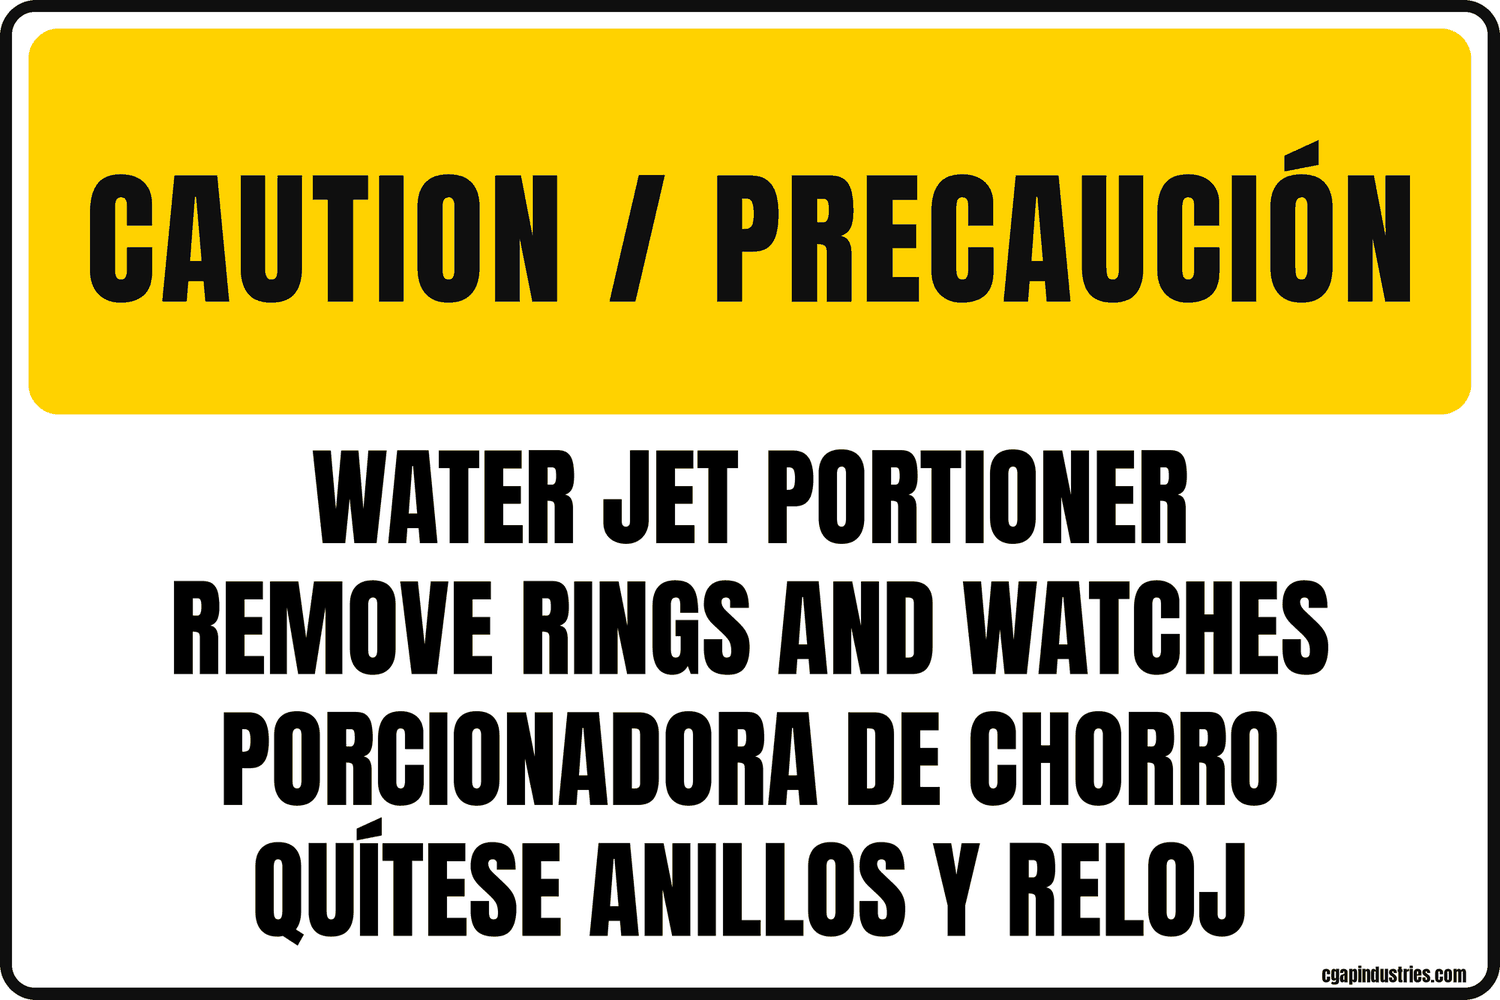 CAUTION / PRECAUCIÓN
WATER JET PORTIONER
REMOVE RINGS AND WATCHES
PORCIONADORA DE CHORRO
QUÍTESE ANILLOS Y RELOJ
cgapindustries.com